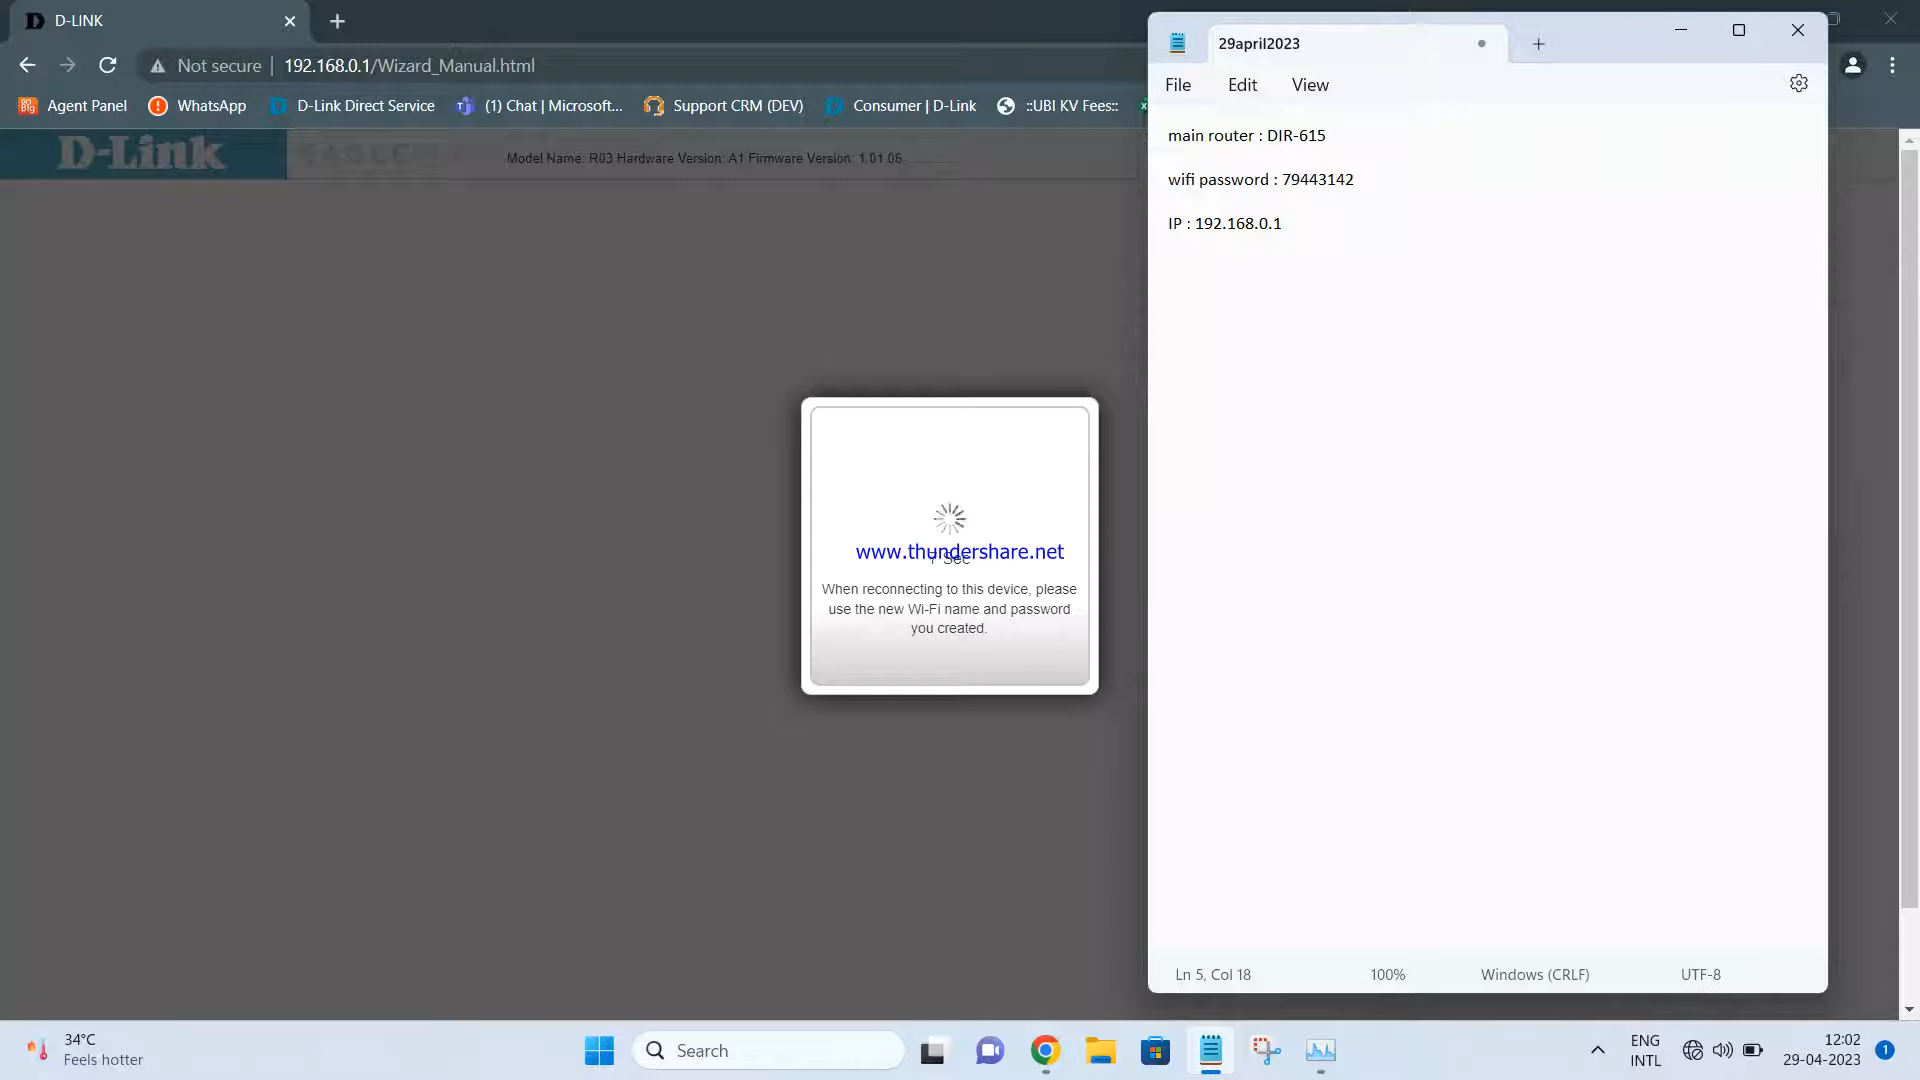 D-LINK
Not secure
192.168.0.1/Wizard_Manual.html
Agent Panel
WhatsApp
D-Link Direct Service
(1) Chat | Microsoft...
Support CRM (DEV)
Consumer | D-Link
::UBI KV Fees::
D-Link
EAGLE
Model Name: R03 Hardware Version: A1 Firmware Version: 1.01.06.
29april2023
File
Edit
View
main router : DIR-615
wifi password : 79443142
IP : 192.168.0.1
www.thundershare.net
7 Sec
When reconnecting to this device, please
use the new Wi-Fi name and password
you created.
Ln 5, Col 18
100%
Windows (CRLF)
UTF-8
34°C
Feels hotter
Search
ENG
INTL
12:02
29-04-2023
1